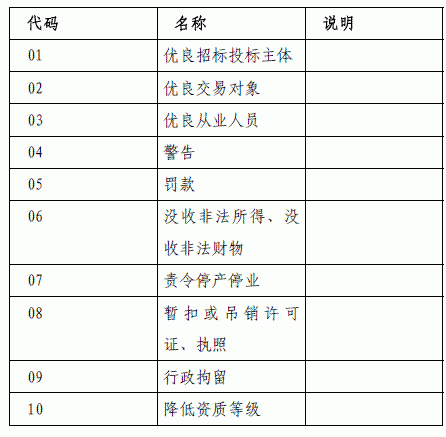 代码 名称 说明
01 优良招标投标主体
02 优良交易对象
03 优良从业人员
04 警告
05 罚款
06 没收非法所得、没
收非法财物
07 责令停产停业
08 暂扣或吊销许可
证、执照
09 行政拘留
10 降低资质等级